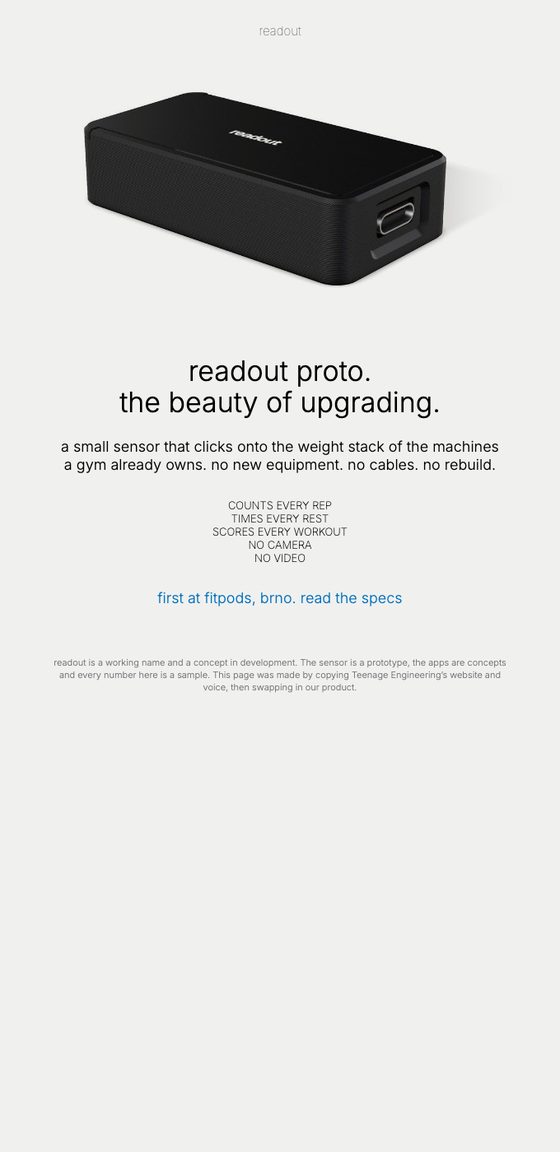 readout
readout
readout proto.
the beauty of upgrading.
a small sensor that clicks onto the weight stack of the machines
a gym already owns. no new equipment. no cables. no rebuild.
COUNTS EVERY REP
TIMES EVERY REST
SCORES EVERY WORKOUT
NO CAMERA
NO VIDEO
first at fitpods, brno. read the specs
readout is a working name and a concept in development. The sensor is a prototype, the apps are concepts
and every number here is a sample. This page was made by copying Teenage Engineering's website and
voice, then swapping in our product.